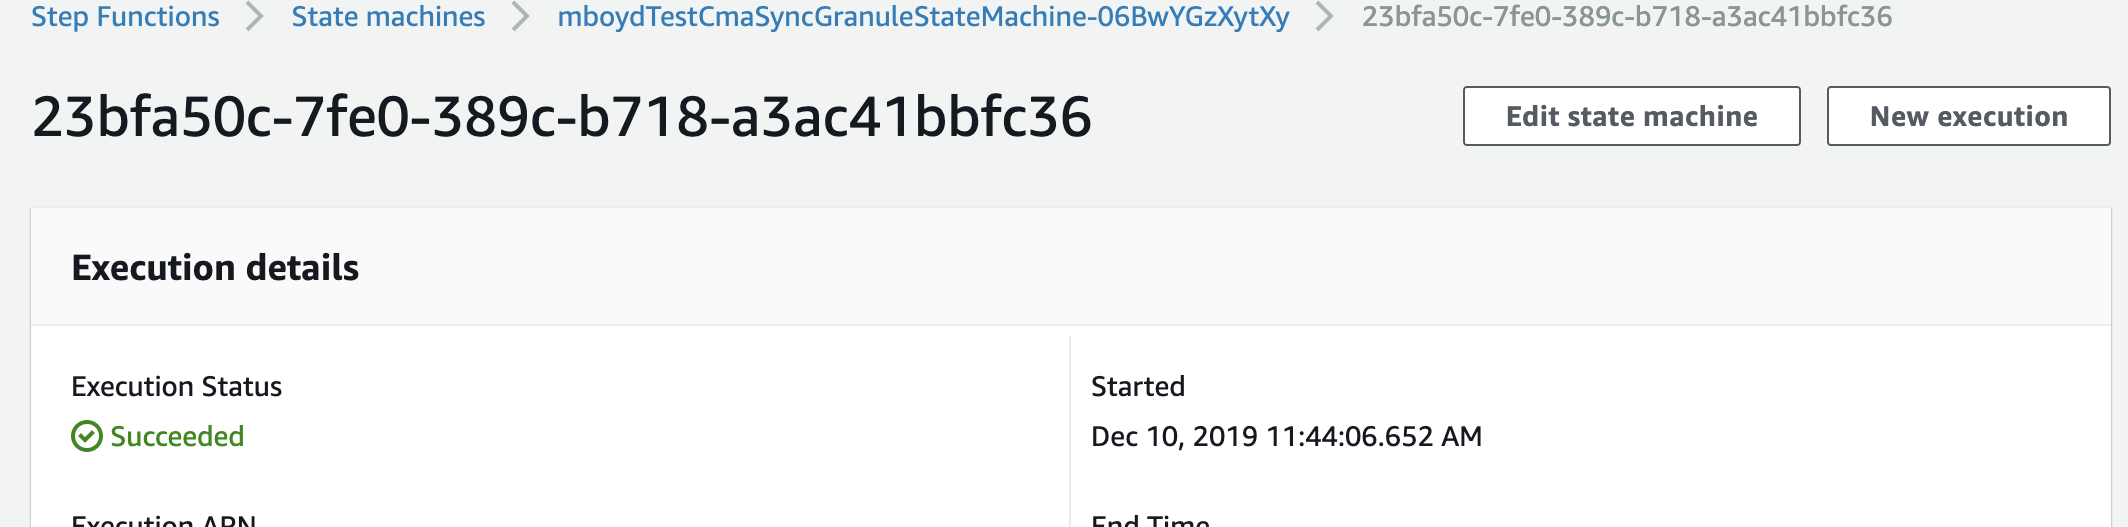 Step Functions > State machines > mboydTestCmaSyncGranuleStateMachine-06BwYGzXytXy > 23bfa50c-7fe0-389c-b718-a3ac41bbfc36
23bfa50c-7fe0-389c-b718-a3ac41bbfc36
Edit state machine
New execution
Execution details
Execution Status
Succeeded
Started
Dec 10, 2019 11:44:06.652 AM
Execution ARN
End Time